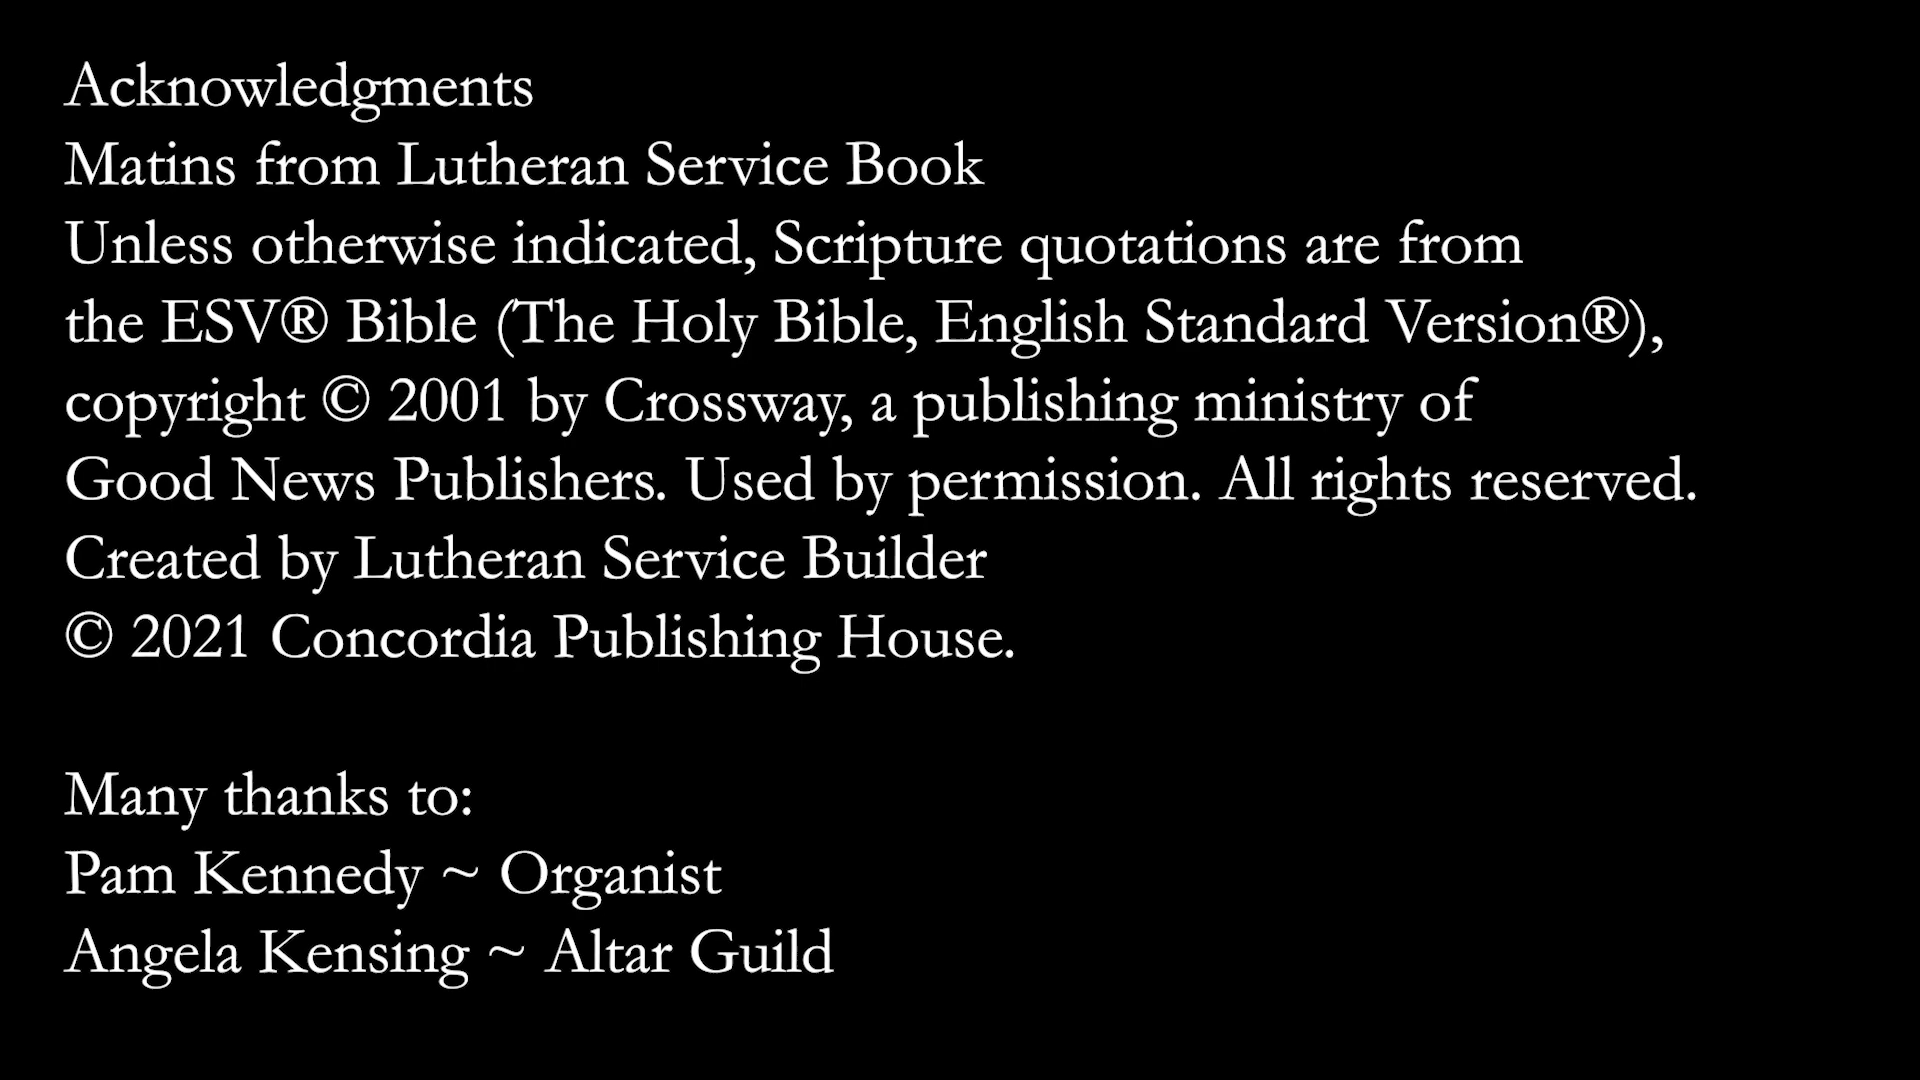 Acknowledgments
Matins from Lutheran Service Book
Unless otherwise indicated, Scripture quotations are from
the ESV® Bible (The Holy Bible, English Standard Version®),
copyright © 2001 by Crossway, a publishing ministry of
Good News Publishers. Used by permission. All rights reserved.
Created by Lutheran Service Builder
© 2021 Concordia Publishing House.
Many thanks to:
Pam Kennedy ~ Organist
Angela Kensing ~ Altar Guild